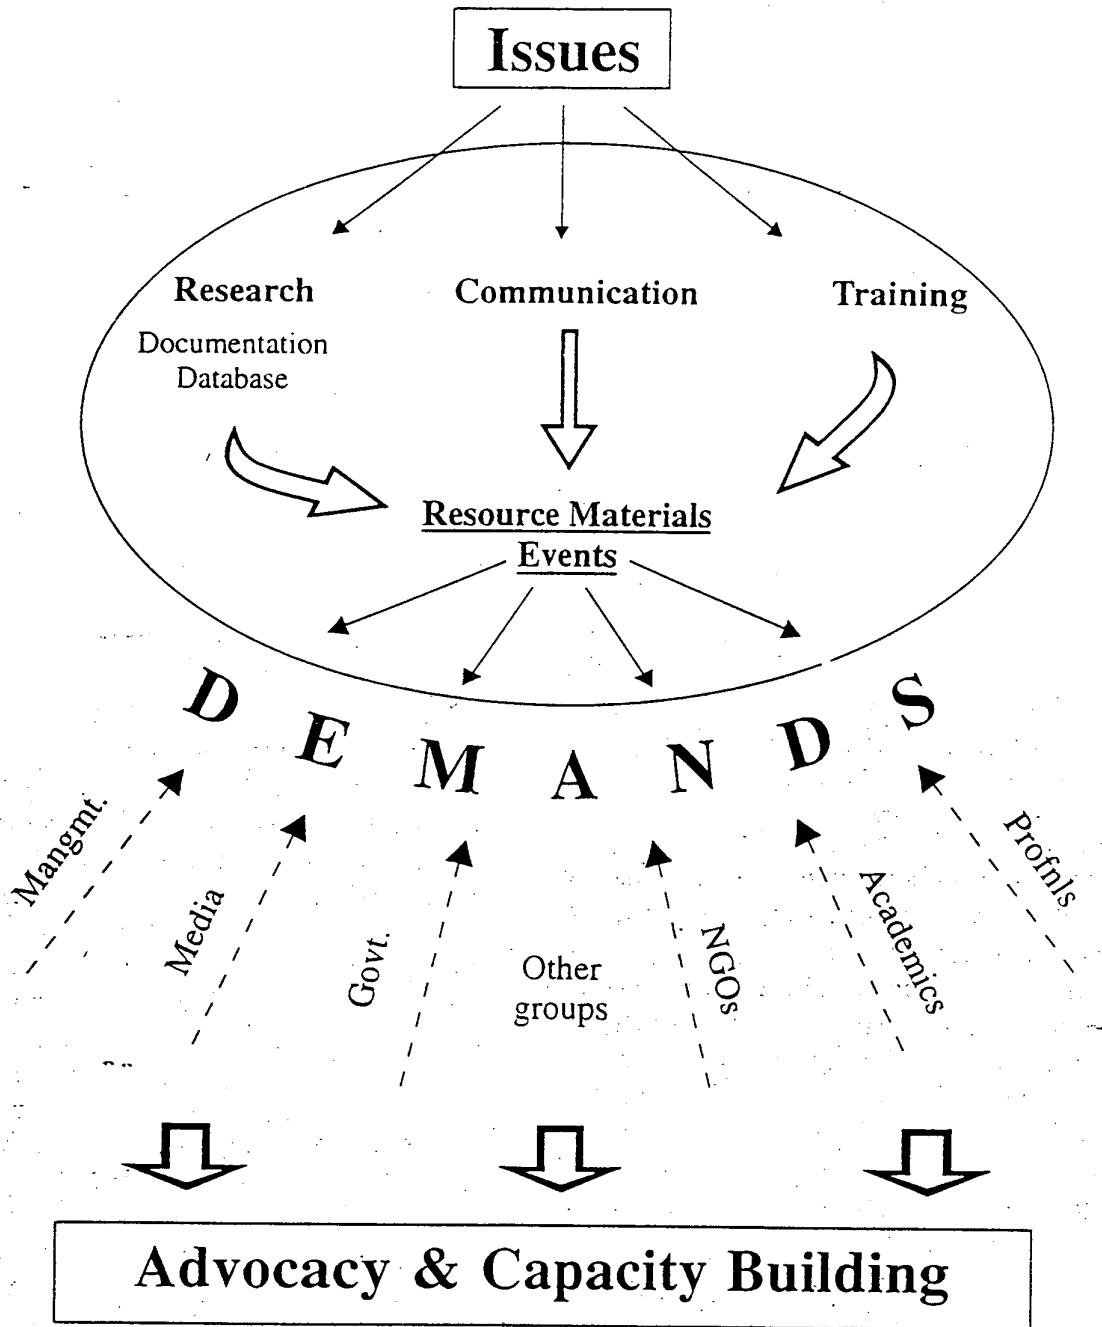 Issues
Research
Communication
Training
Documentation
Database
Resource Materials
Events
DEMANDS
Mangmt.
Media
Govt.
Other
groups
NGOs
Academics
Profnls
Advocacy & Capacity Building